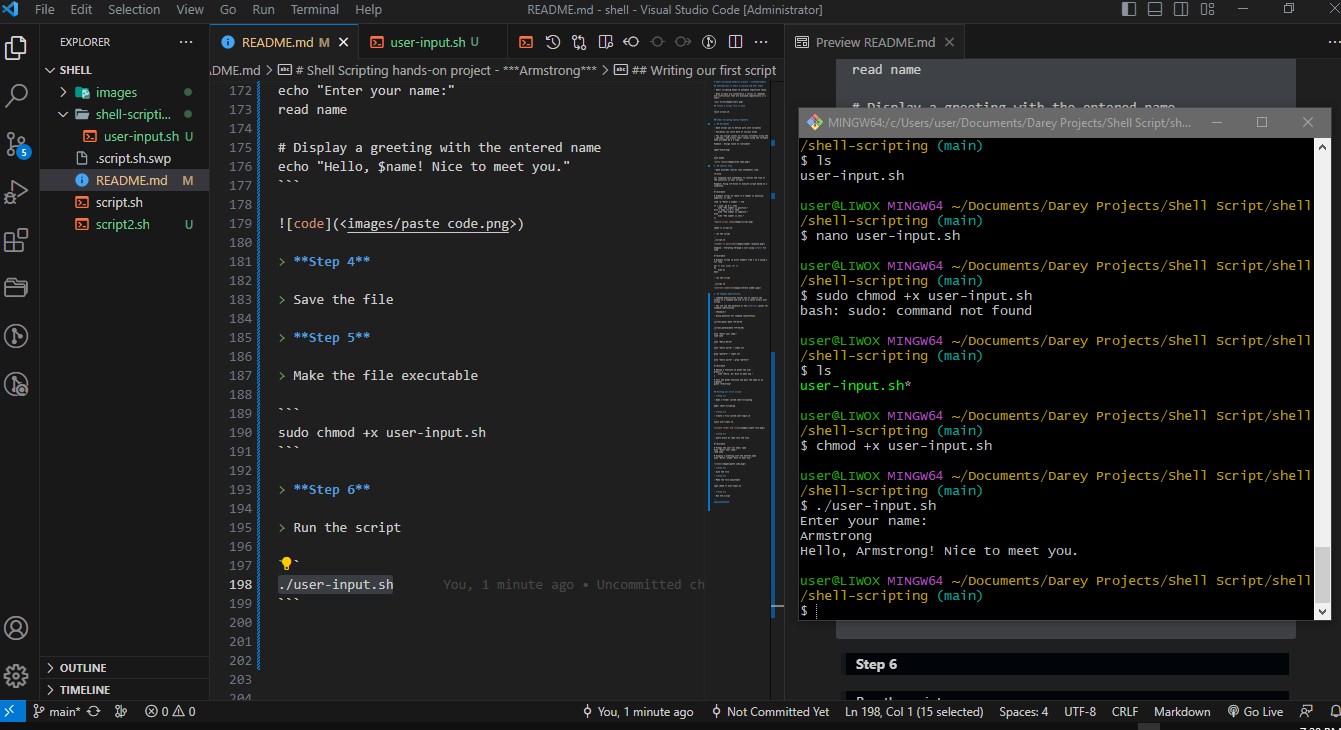 File Edit Selection View Go Run Terminal Help
README.md - shell - Visual Studio Code [Administrator]
EXPLORER
SHELL
images
shell-scripti...
user-input.sh U
.script.sh.swp
README.md M
script.sh
script2.sh U
OUTLINE
TIMELINE
5
README.md M
user-input.sh U
DME.md > # Shell Scripting hands-on project - ***Armstrong*** > ## Writing our first script
172 echo "Enter your name:"
173 read name
174
175 # Display a greeting with the entered name
176 echo "Hello, $name! Nice to meet you."
177 ```
178
179 ![code](<images/paste code.png>)
180
181 > **Step 4**
182
183 > Save the file
184
185 > **Step 5**
186
187 > Make the file executable
188
189 ```
190 sudo chmod +x user-input.sh
191 ```
192
193 > **Step 6**
194
195 > Run the script
196
197
198 ./user-input.sh You, 1 minute ago • Uncommitted ch
199 ```
200
201
202
203
204
Preview README.md
read name
# Display a greeting with the entered name
MINGW64:/c/Users/user/Documents/Darey Projects/Shell Script/sh...
/shell-scripting (main)
$ ls
user-input.sh
user@LIWOX MINGW64 ~/Documents/Darey Projects/Shell Script/shell
/shell-scripting (main)
$ nano user-input.sh
user@LIWOX MINGW64 ~/Documents/Darey Projects/Shell Script/shell
/shell-scripting (main)
$ sudo chmod +x user-input.sh
bash: sudo: command not found
user@LIWOX MINGW64 ~/Documents/Darey Projects/Shell Script/shell
/shell-scripting (main)
$ ls
user-input.sh*
user@LIWOX MINGW64 ~/Documents/Darey Projects/Shell Script/shell
/shell-scripting (main)
$ chmod +x user-input.sh
user@LIWOX MINGW64 ~/Documents/Darey Projects/Shell Script/shell
/shell-scripting (main)
$ ./user-input.sh
Enter your name:
Armstrong
Hello, Armstrong! Nice to meet you.
user@LIWOX MINGW64 ~/Documents/Darey Projects/Shell Script/shell
/shell-scripting (main)
$
Step 6
main* 0 0
You, 1 minute ago Not Committed Yet Ln 198, Col 1 (15 selected) Spaces: 4 UTF-8 CRLF Markdown Go Live